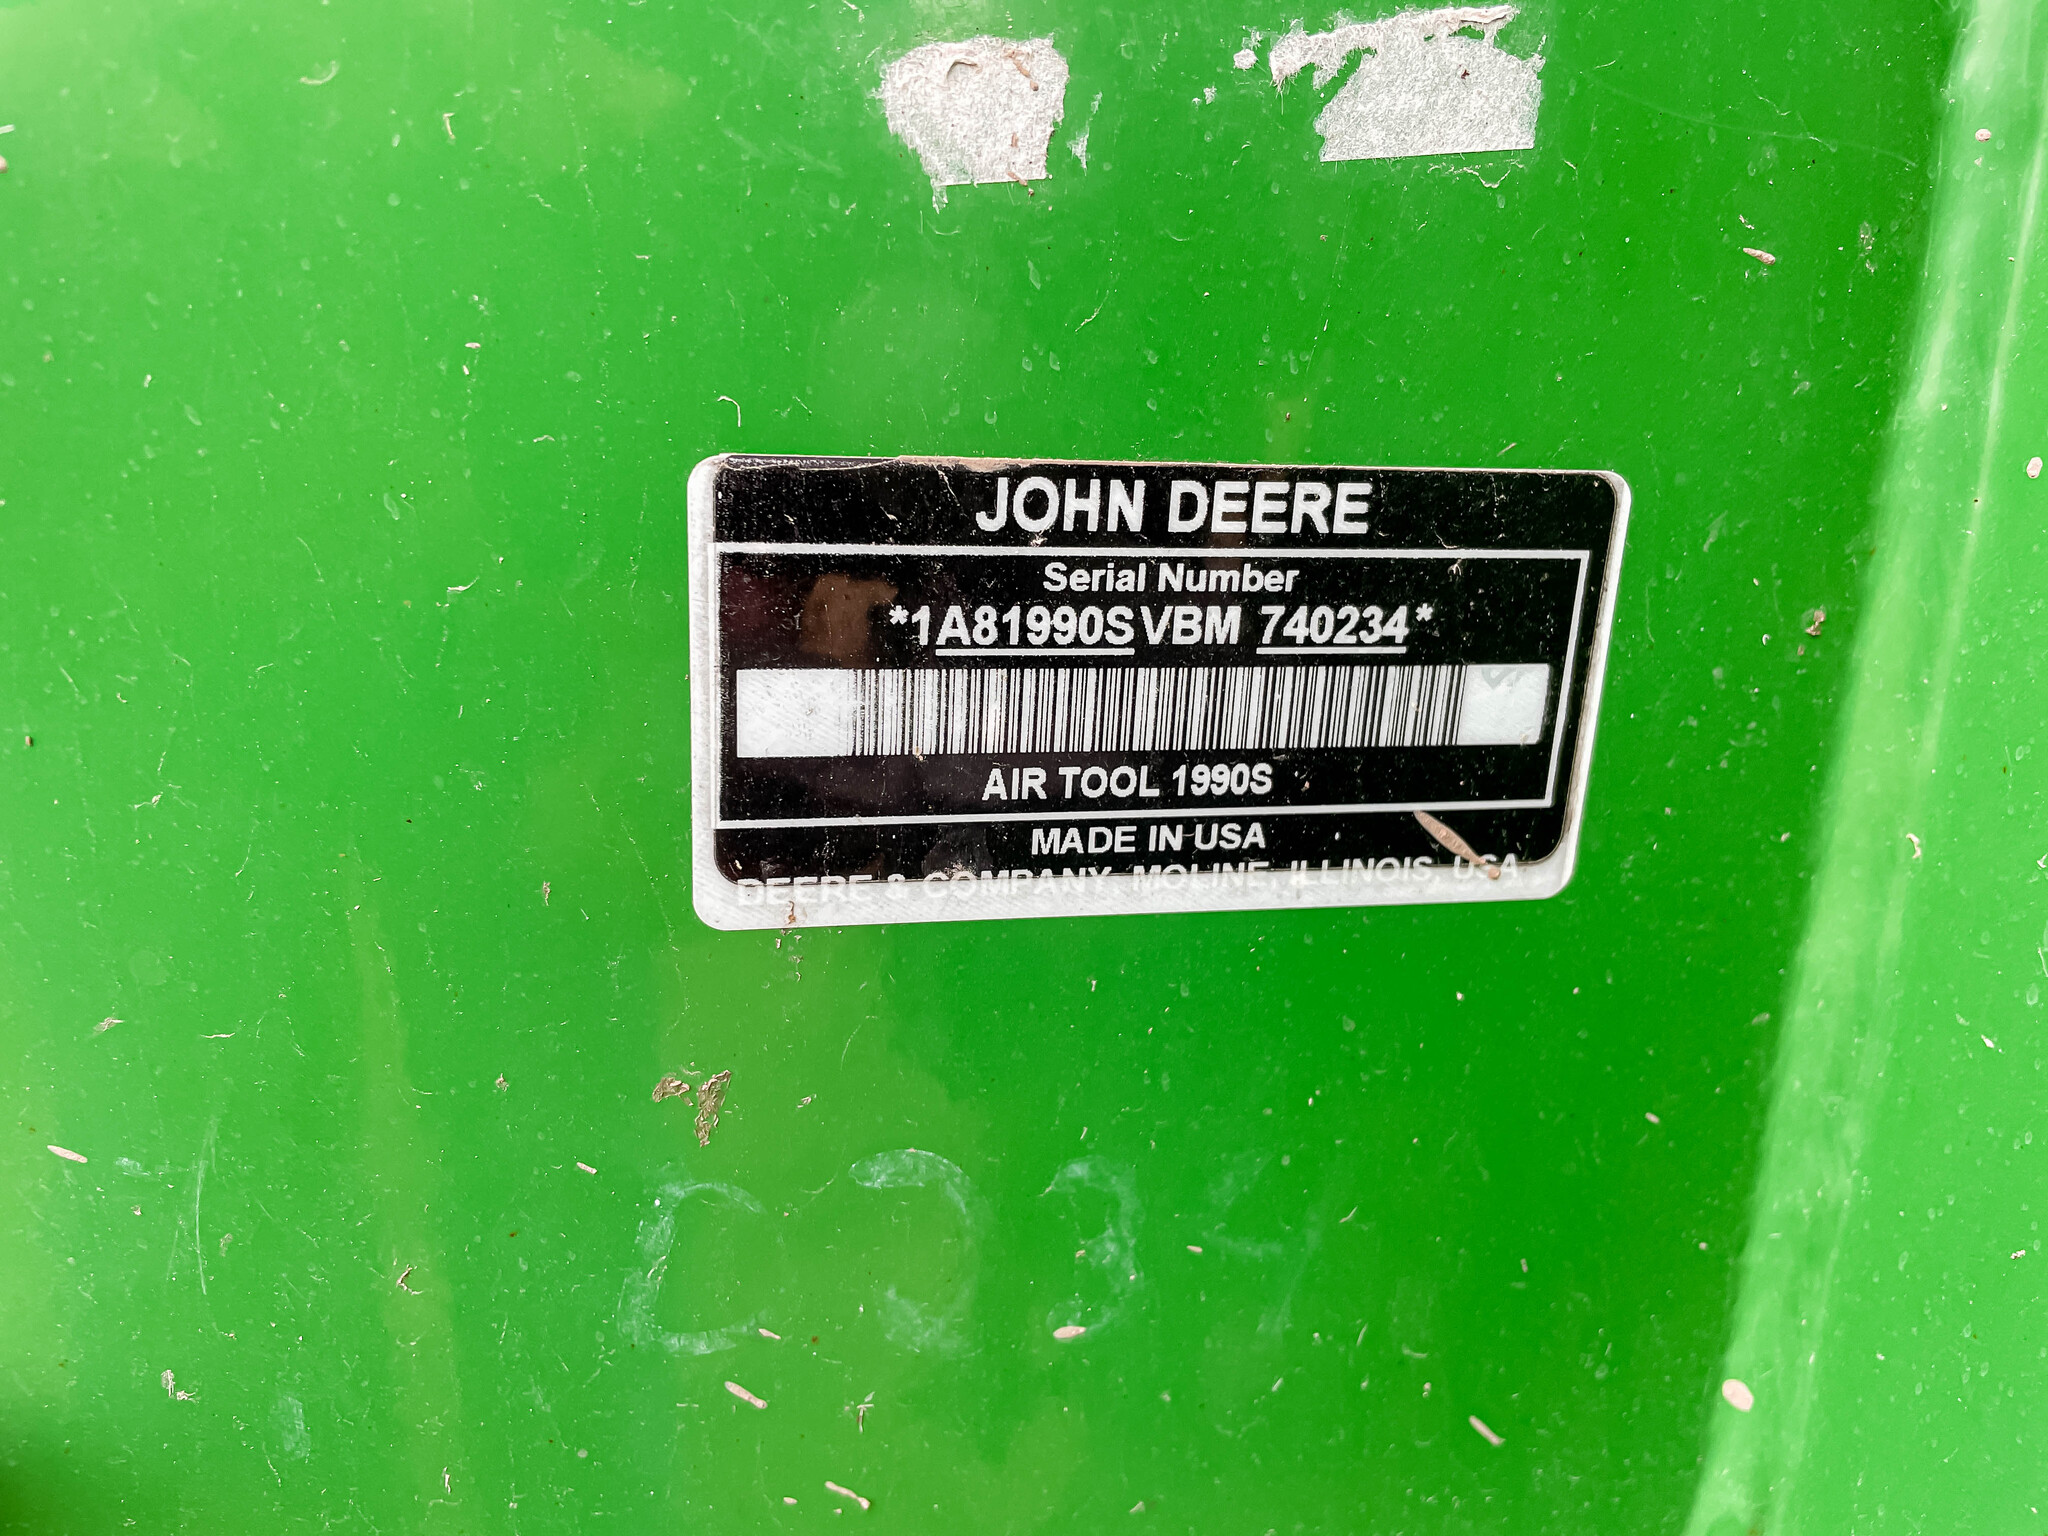 JOHN DEERE
Serial Number
*1A81990SVBM 740234*
AIR TOOL 1990S
MADE IN USA
DEERE & COMPANY, MOLINE, ILLINOIS, USA